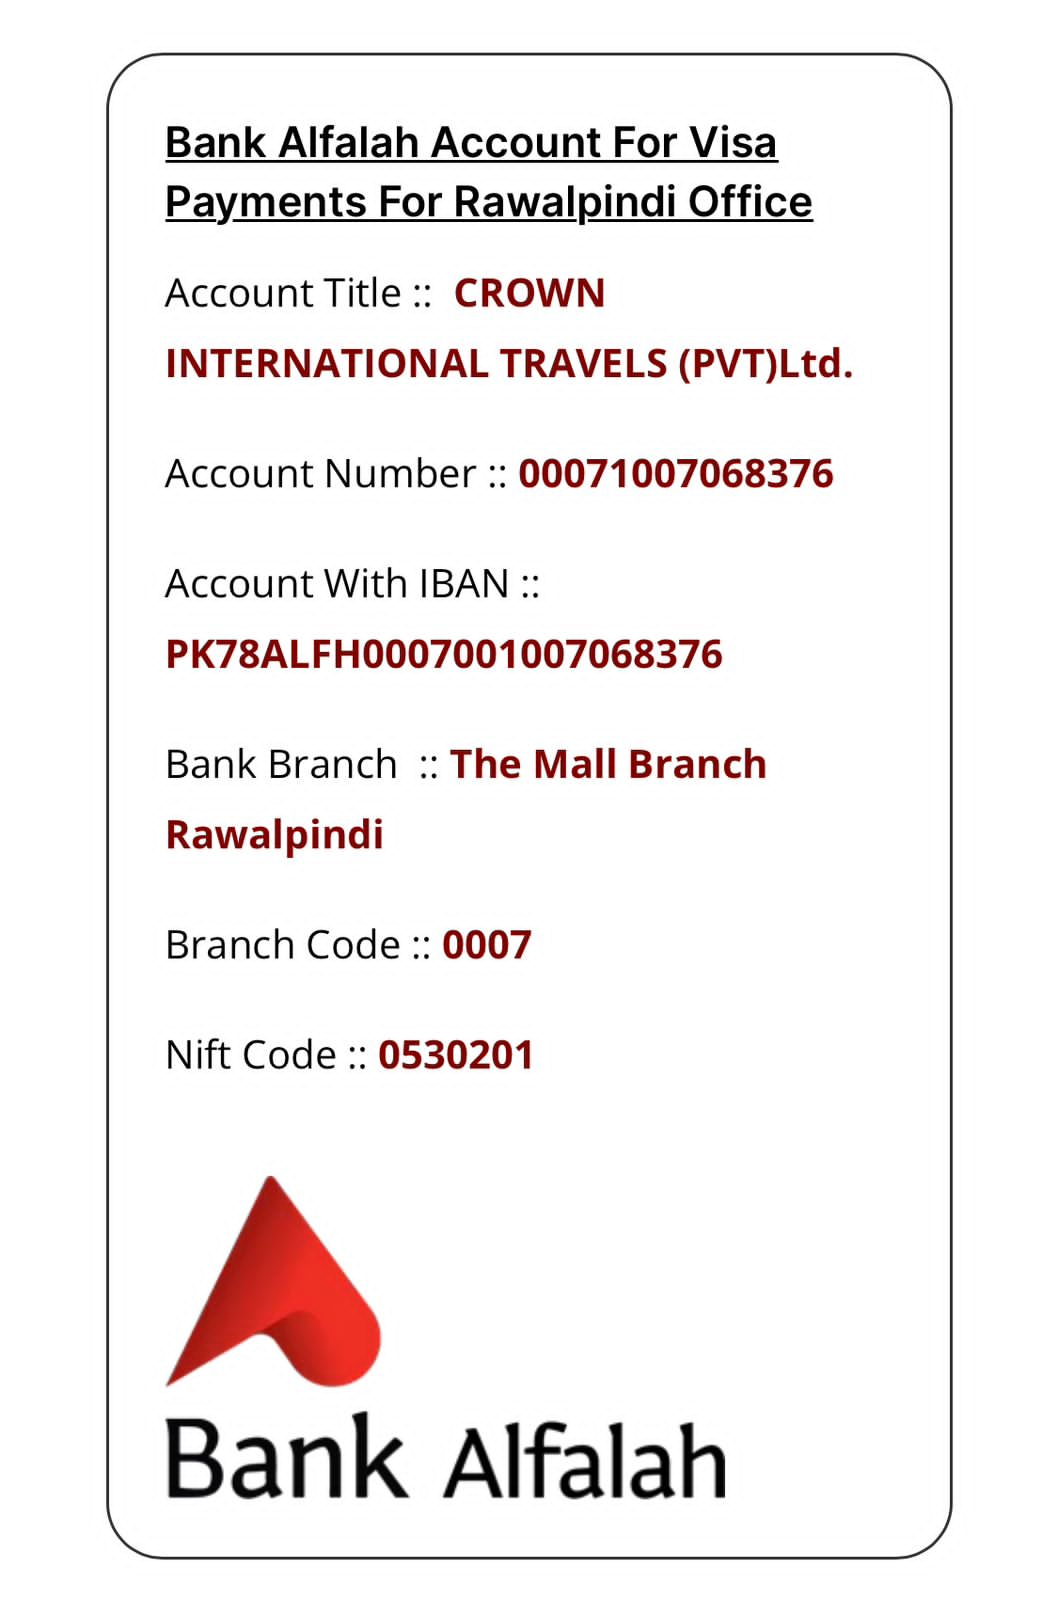 Bank Alfalah Account For Visa
Payments For Rawalpindi Office
Account Title ::  CROWN
INTERNATIONAL TRAVELS (PVT)Ltd.
Account Number :: 00071007068376
Account With IBAN ::
PK78ALFH0007001007068376
Bank Branch  :: The Mall Branch
Rawalpindi
Branch Code :: 0007
Nift Code :: 0530201
Bank Alfalah